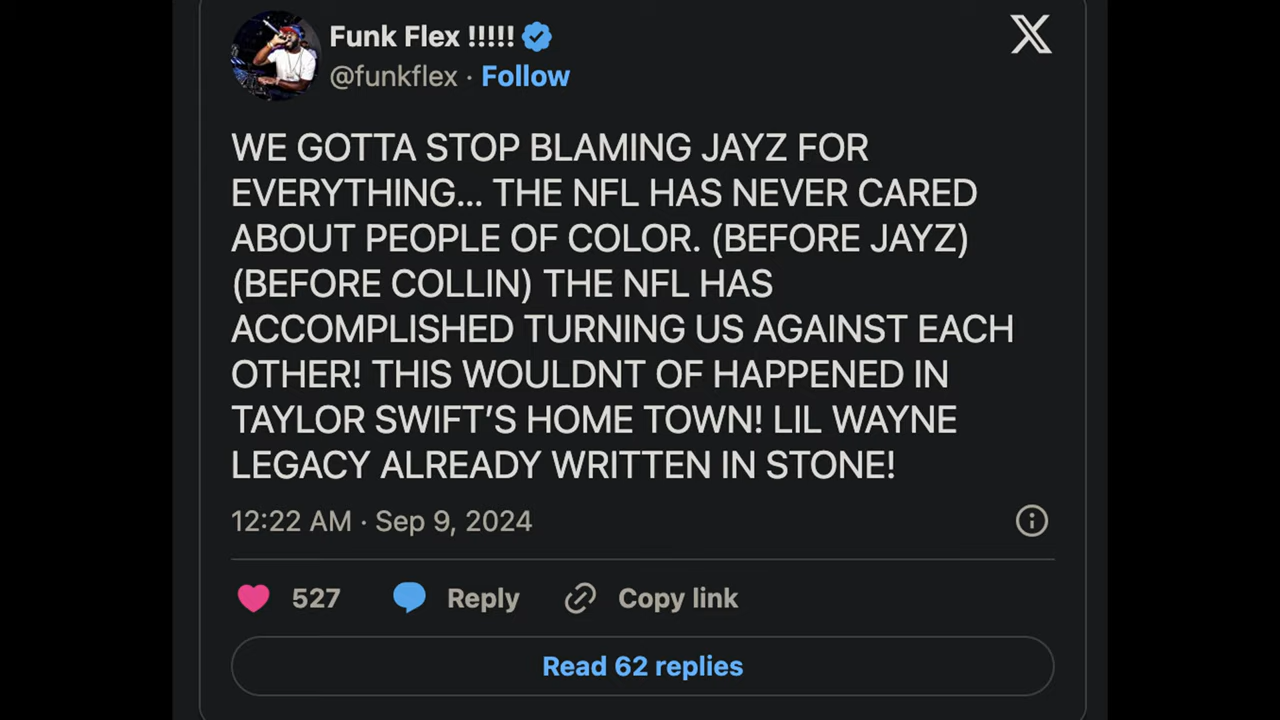 Funk Flex !!!!!
@funkflex · Follow
WE GOTTA STOP BLAMING JAYZ FOR
EVERYTHING... THE NFL HAS NEVER CARED
ABOUT PEOPLE OF COLOR. (BEFORE JAYZ)
(BEFORE COLLIN) THE NFL HAS
ACCOMPLISHED TURNING US AGAINST EACH
OTHER! THIS WOULDNT OF HAPPENED IN
TAYLOR SWIFT’S HOME TOWN! LIL WAYNE
LEGACY ALREADY WRITTEN IN STONE!
12:22 AM · Sep 9, 2024
527 Reply Copy link
Read 62 replies